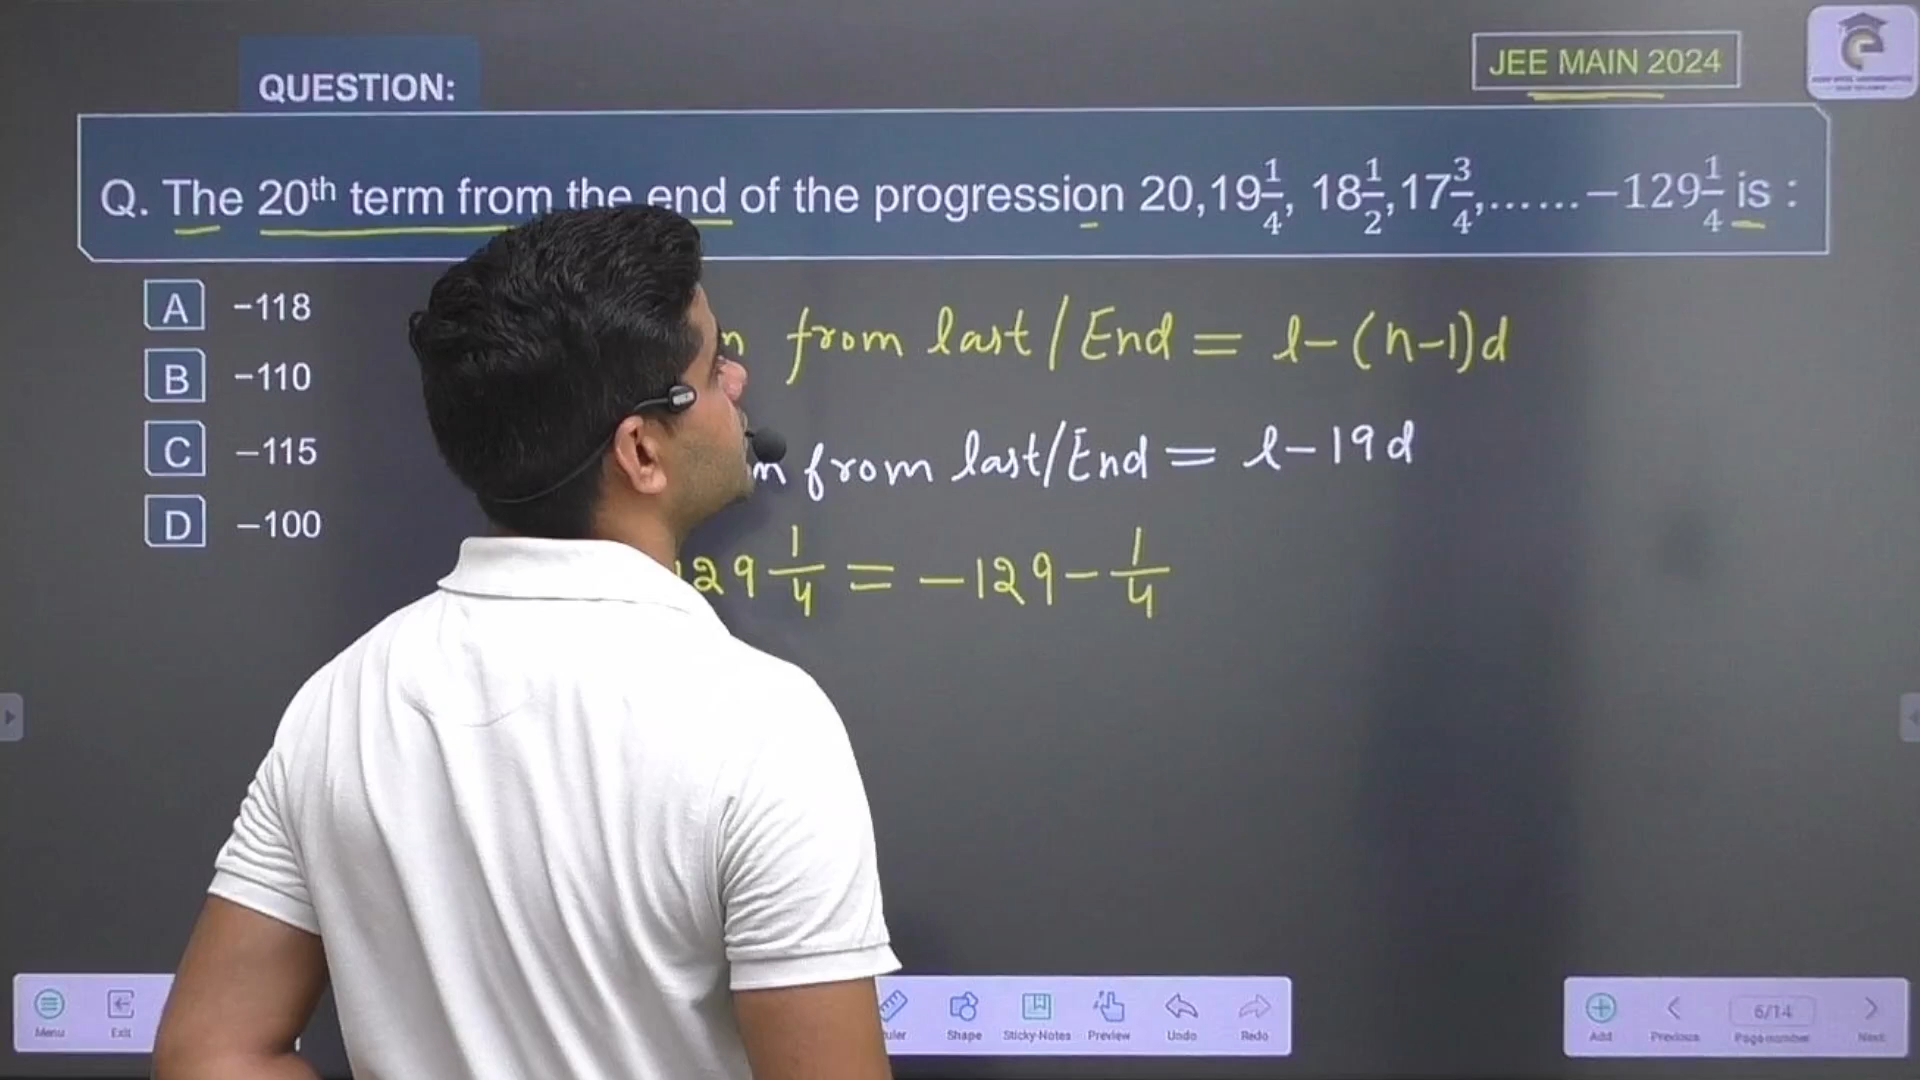 QUESTION:
JEE MAIN 2024
Q. The 20th term from the end of the progression 20,19 1/4, 18 1/2,17 3/4,......−129 1/4 is :
A −118
B −110
C −115
D −100
from last/End = l-(n-1)d
from last/End = l-19d
129 1/4 = -129 - 1/4
Menu
Exit
Shape
Sticky-Notes
Preview
Undo
Redo
Add
Previous
6/14
Page number
Next